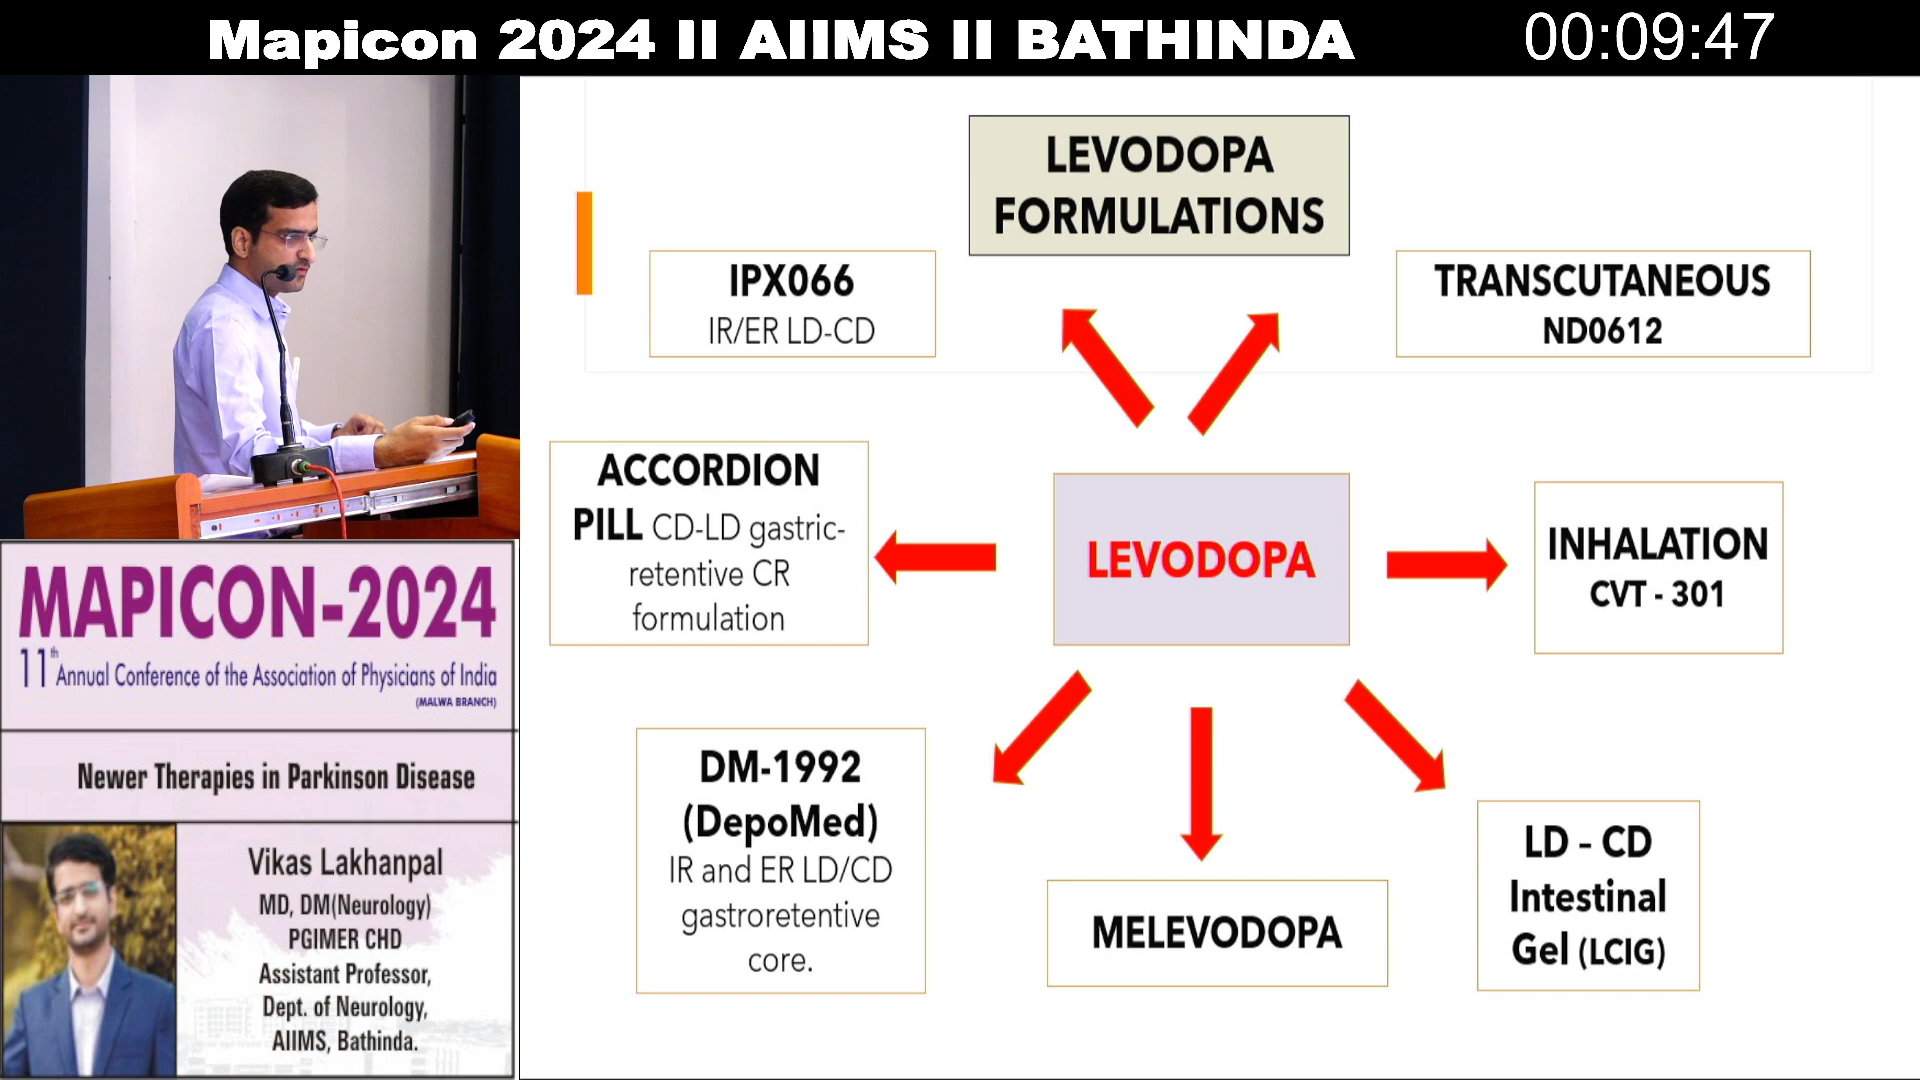 Mapicon 2024 II AIIMS II BATHINDA
00:09:47
LEVODOPA
FORMULATIONS
IPX066
IR/ER LD-CD
TRANSCUTANEOUS
ND0612
ACCORDION
PILL CD-LD gastric-
retentive CR
formulation
LEVODOPA
INHALATION
CVT - 301
DM-1992
(DepoMed)
IR and ER LD/CD
gastroretentive
core.
MELEVODOPA
LD – CD
Intestinal
Gel (LCIG)
MAPICON-2024
11th Annual Conference of the Association of Physicians of India
(MALWA BRANCH)
Newer Therapies in Parkinson Disease
Vikas Lakhanpal
MD, DM(Neurology)
PGIMER CHD
Assistant Professor,
Dept. of Neurology,
AIIMS, Bathinda.